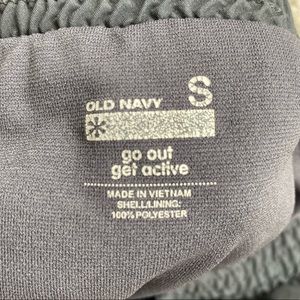 OLD NAVY S
go out
get active
MADE IN VIETNAM
SHELL/LINING:
100% POLYESTER